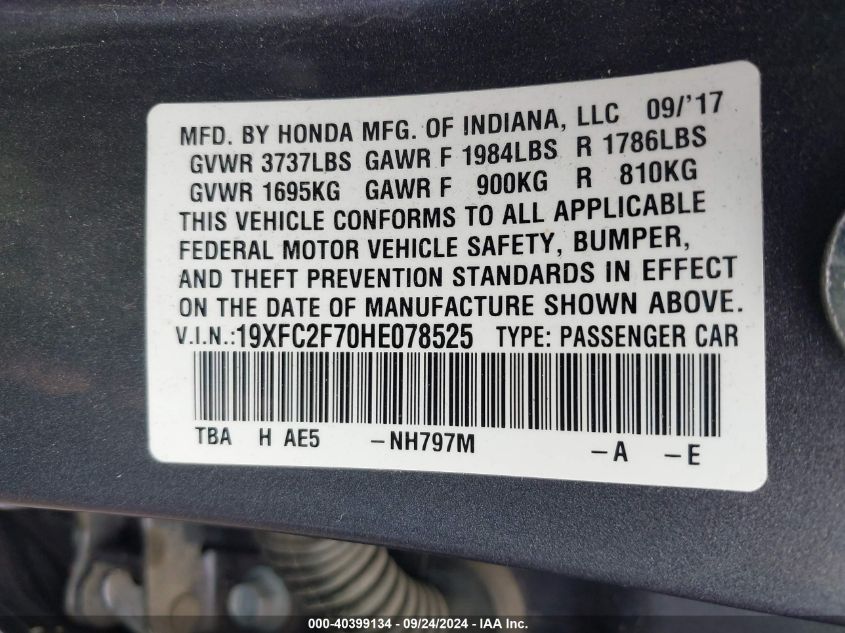 MFD. BY HONDA MFG. OF INDIANA, LLC 09/'17
GVWR 3737LBS GAWR F 1984LBS R 1786LBS
GVWR 1695KG GAWR F 900KG R 810KG
THIS VEHICLE CONFORMS TO ALL APPLICABLE
FEDERAL MOTOR VEHICLE SAFETY, BUMPER,
AND THEFT PREVENTION STANDARDS IN EFFECT
ON THE DATE OF MANUFACTURE SHOWN ABOVE.
V.I.N.:19XFC2F70HE078525 TYPE: PASSENGER CAR
TBA H AE5 -NH797M -A -E
000-40399134 - 09/24/2024 - IAA Inc.